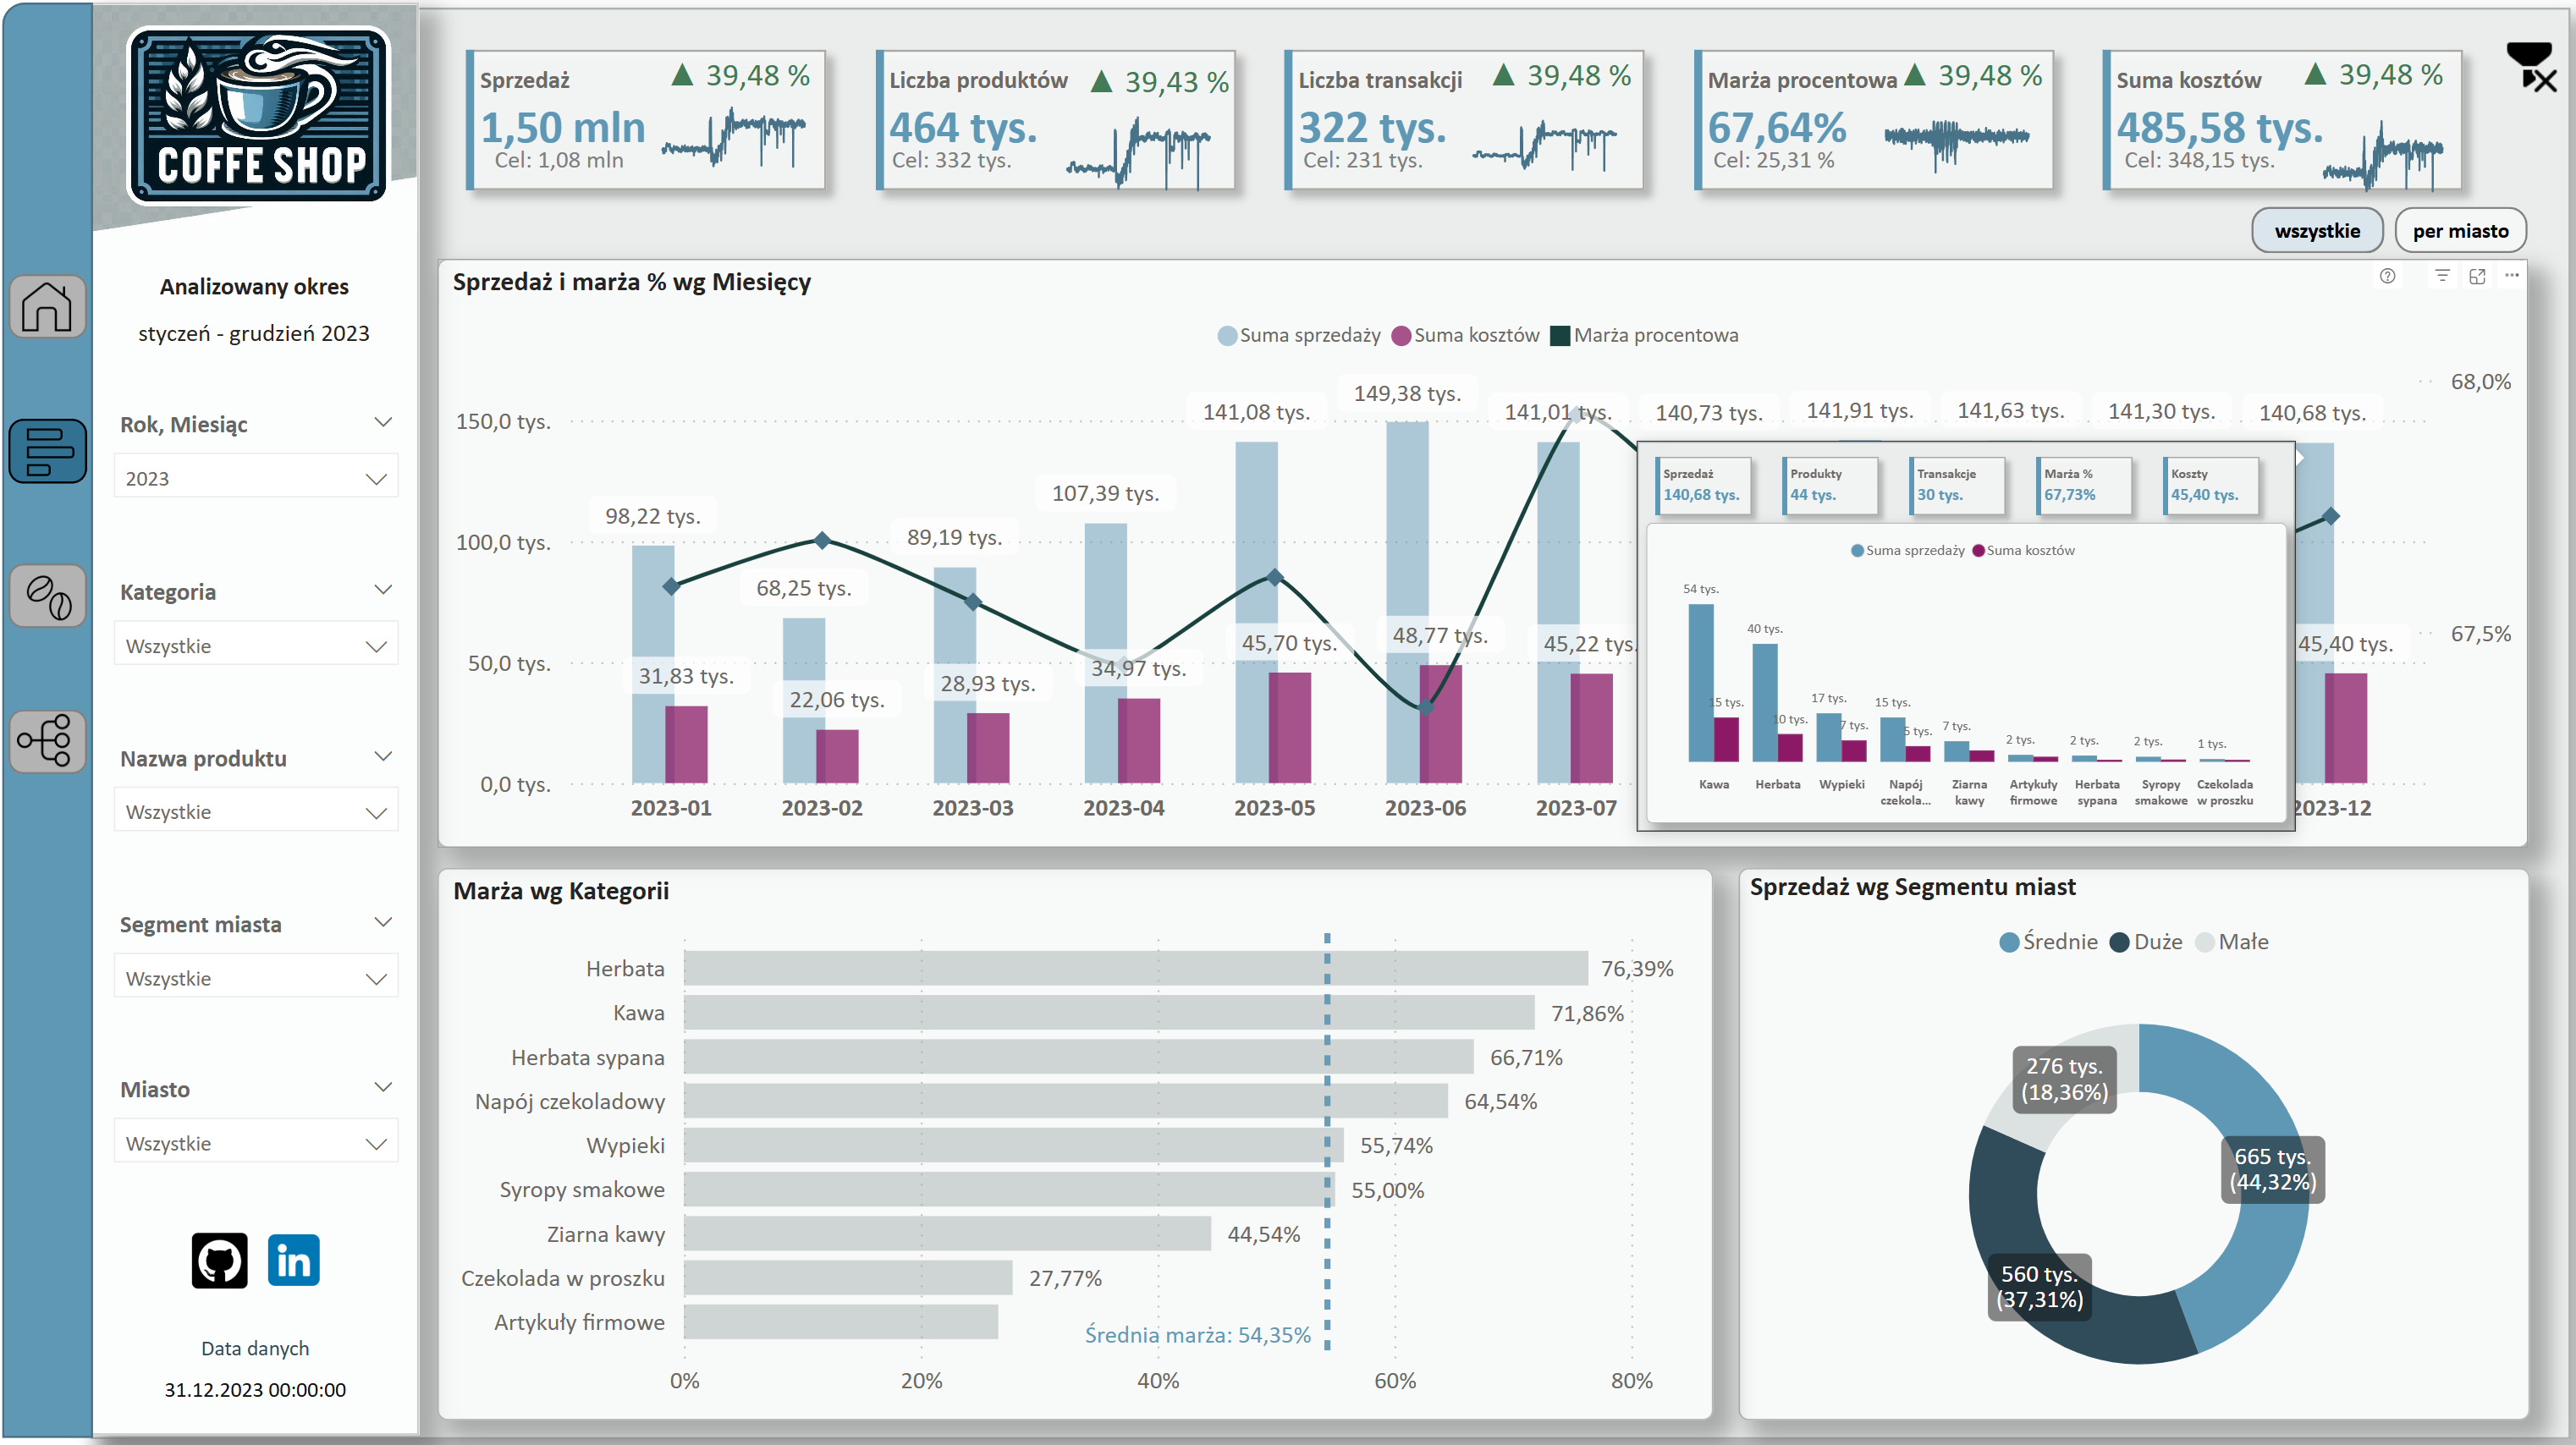 COFFE SHOP
Analizowany okres
styczeń - grudzień 2023
Rok, Miesiąc
2023
Kategoria
Wszystkie
Nazwa produktu
Wszystkie
Segment miasta
Wszystkie
Miasto
Wszystkie
in
Data danych
31.12.2023 00:00:00
Sprzedaż ▲ 39,48 %
1,50 mln
Cel: 1,08 mln
Liczba produktów ▲ 39,43 %
464 tys.
Cel: 332 tys.
Liczba transakcji ▲ 39,48 %
322 tys.
Cel: 231 tys.
Marża procentowa ▲ 39,48 %
67,64%
Cel: 25,31 %
Suma kosztów ▲ 39,48 %
485,58 tys.
Cel: 348,15 tys.
wszystkie
per miasto
Sprzedaż i marża % wg Miesięcy
Suma sprzedaży Suma kosztów Marża procentowa
150,0 tys.
100,0 tys.
50,0 tys.
0,0 tys.
68,0%
67,5%
98,22 tys.
68,25 tys.
89,19 tys.
107,39 tys.
141,08 tys.
149,38 tys.
141,01 tys.
140,73 tys.
141,91 tys.
141,63 tys.
141,30 tys.
140,68 tys.
31,83 tys.
22,06 tys.
28,93 tys.
34,97 tys.
45,70 tys.
48,77 tys.
45,22 tys.
45,40 tys.
2023-01
2023-02
2023-03
2023-04
2023-05
2023-06
2023-07
2023-12
Sprzedaż
140,68 tys.
Produkty
44 tys.
Transakcje
30 tys.
Marża %
67,73%
Koszty
45,40 tys.
Suma sprzedaży Suma kosztów
54 tys.
15 tys.
40 tys.
10 tys.
17 tys.
7 tys.
15 tys.
5 tys.
7 tys.
2 tys.
2 tys.
2 tys.
1 tys.
Kawa
Herbata
Wypieki
Napój
czekola...
Ziarna
kawy
Artykuły
firmowe
Herbata
sypana
Syropy
smakowe
Czekolada
w proszku
Marża wg Kategorii
Herbata 76,39%
Kawa 71,86%
Herbata sypana 66,71%
Napój czekoladowy 64,54%
Wypieki 55,74%
Syropy smakowe 55,00%
Ziarna kawy 44,54%
Czekolada w proszku 27,77%
Artykuły firmowe
Średnia marża: 54,35%
0% 20% 40% 60% 80%
Sprzedaż wg Segmentu miast
Średnie Duże Małe
276 tys.
(18,36%)
665 tys.
(44,32%)
560 tys.
(37,31%)